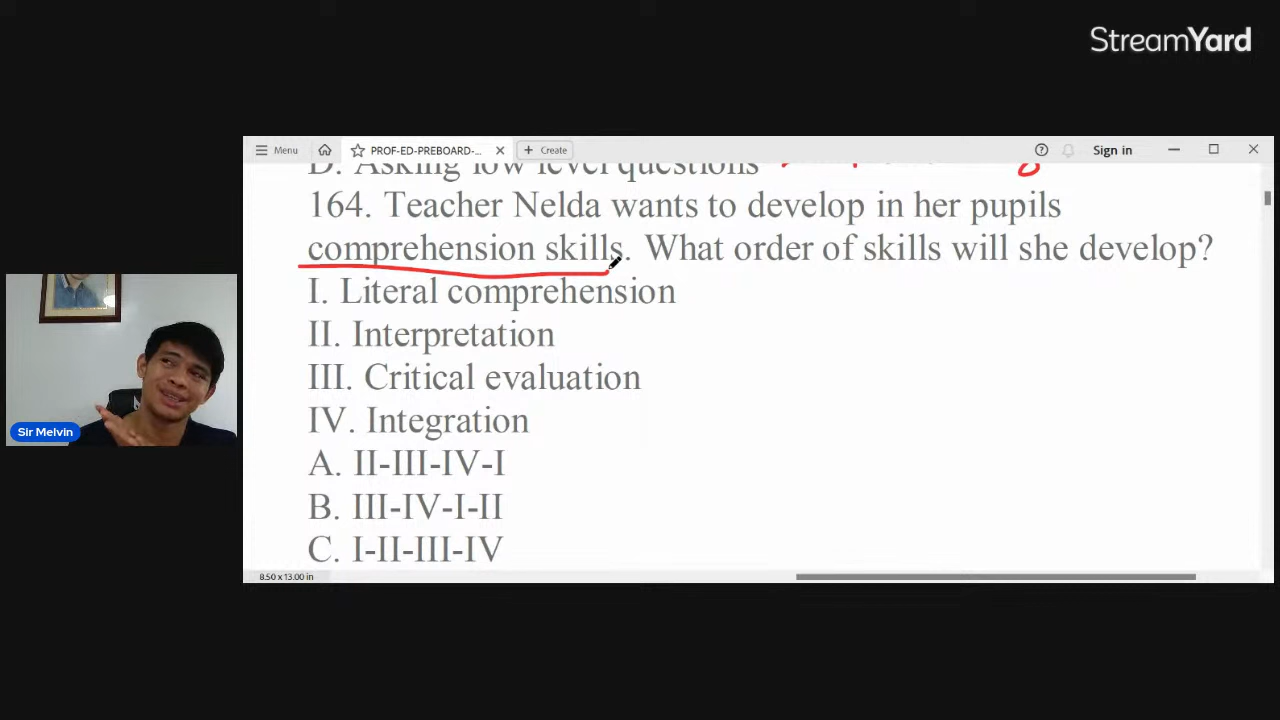 StreamYard
Menu
PROF-ED-PREBOARD-...
Create
Sign in
D. Asking low level questions
164. Teacher Nelda wants to develop in her pupils
comprehension skills. What order of skills will she develop?
I. Literal comprehension
II. Interpretation
III. Critical evaluation
IV. Integration
A. II-III-IV-I
B. III-IV-I-II
C. I-II-III-IV
8.50 x 13.00 in
Sir Melvin